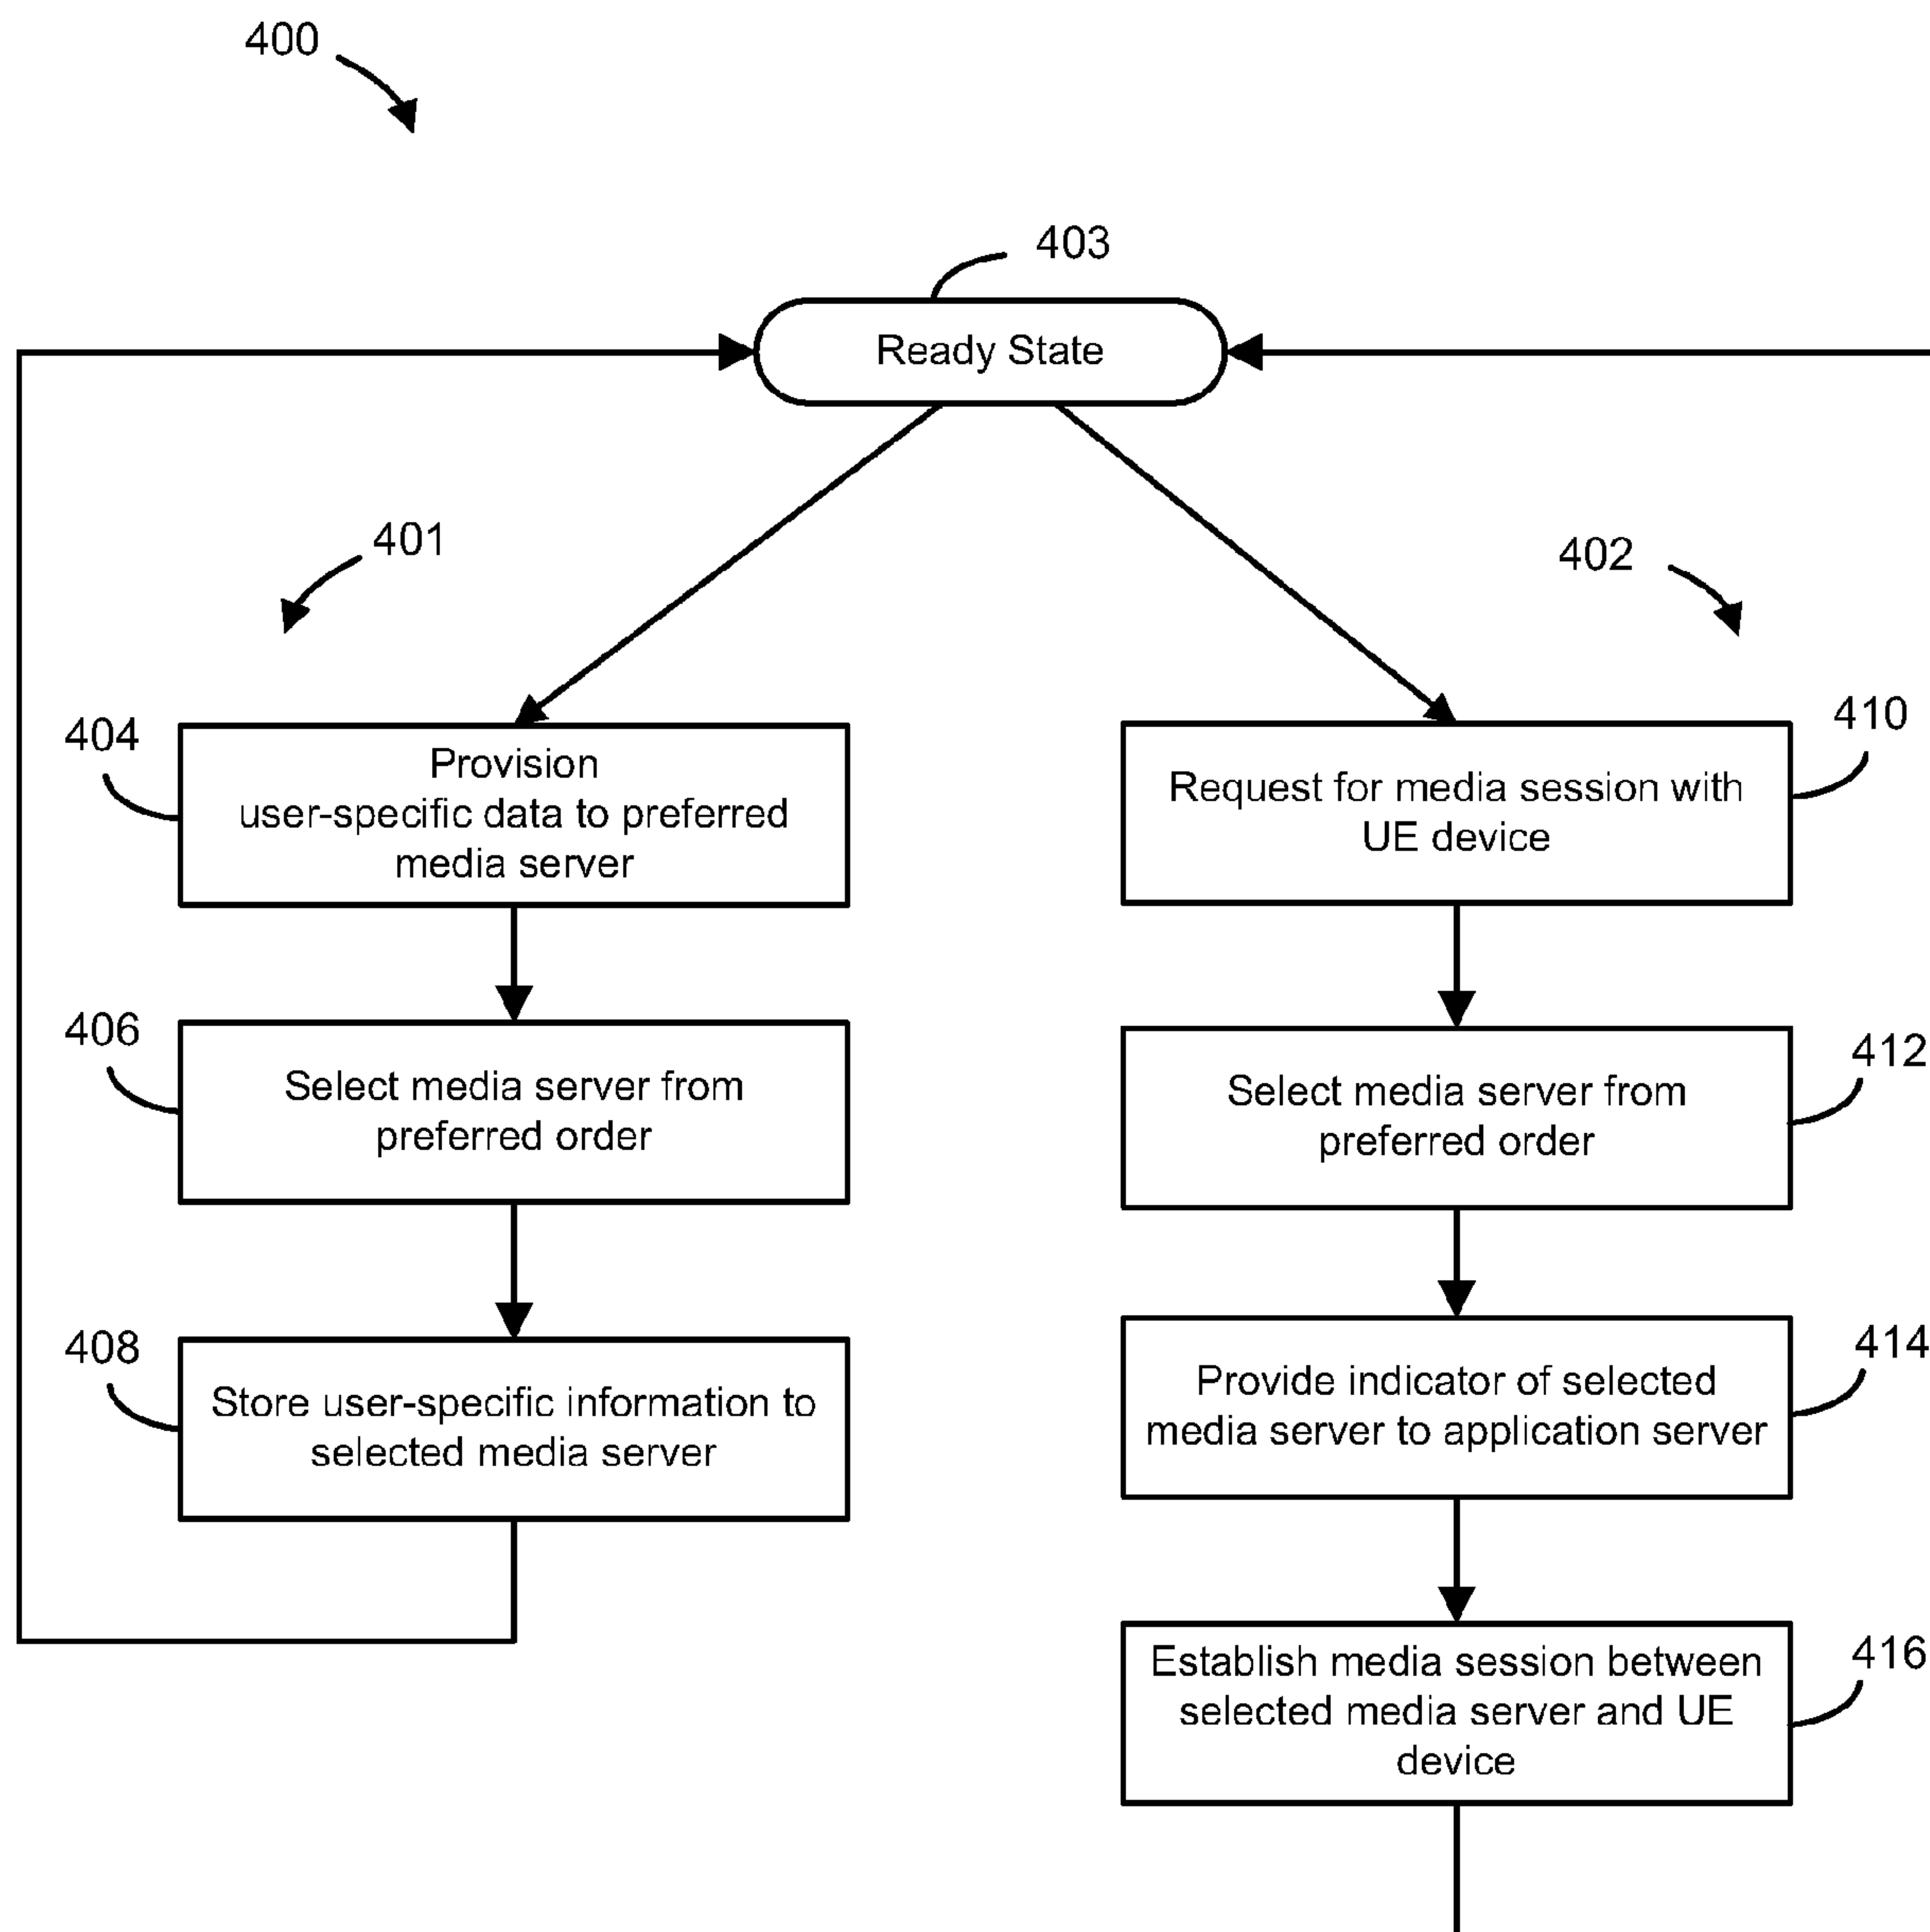 400
403
Ready State
401
402
404
Provision
user-specific data to preferred
media server
410
Request for media session with
UE device
406
Select media server from
preferred order
412
Select media server from
preferred order
408
Store user-specific information to
selected media server
414
Provide indicator of selected
media server to application server
416
Establish media session between
selected media server and UE
device